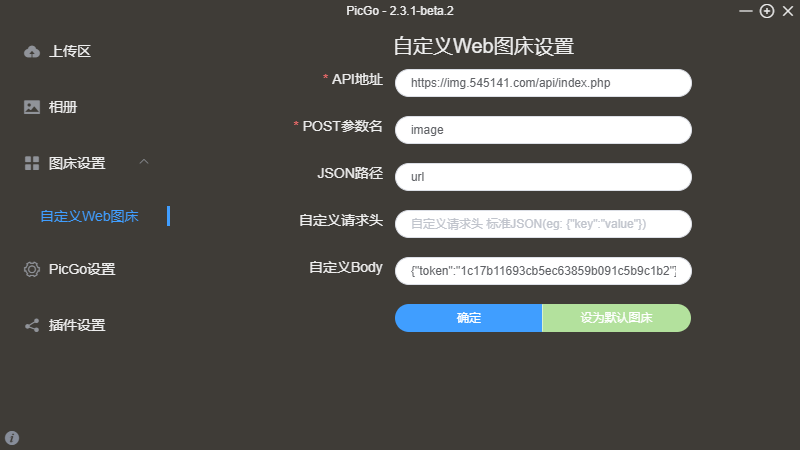 PicGo - 2.3.1-beta.2
上传区
相册
图床设置
自定义Web图床
PicGo设置
插件设置
自定义Web图床设置
* API地址
https://img.545141.com/api/index.php
* POST参数名
image
JSON路径
url
自定义请求头
自定义请求头 标准JSON(eg: {"key":"value"})
自定义Body
{"token":"1c17b11693cb5ec63859b091c5b9c1b2"}
确定
设为默认图床